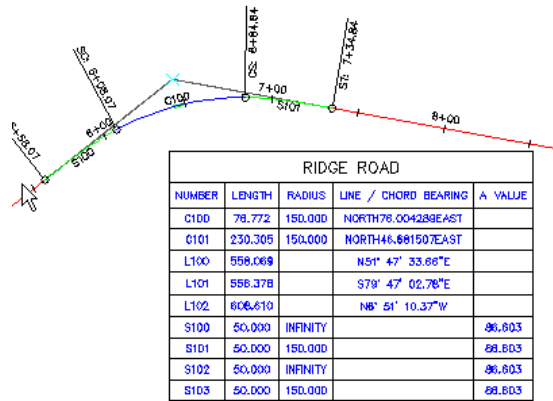 SC: 6+08.07
CS: 6+84.84
ST: 7+34.84
+58.07
6+00
S100
C100
7+00
S101
8+00
RIDGE ROAD
NUMBER LENGTH RADIUS LINE / CHORD BEARING A VALUE
C100 76.772 150.000 NORTH76.004289EAST
C101 230.305 150.000 NORTH46.681507EAST
L100 558.069 N51° 47' 33.66"E
L101 556.378 S79° 47' 02.78"E
L102 608.610 N6° 51' 10.37"W
S100 50.000 INFINITY 86.603
S101 50.000 150.000 86.603
S102 50.000 INFINITY 86.603
S103 50.000 150.000 86.603